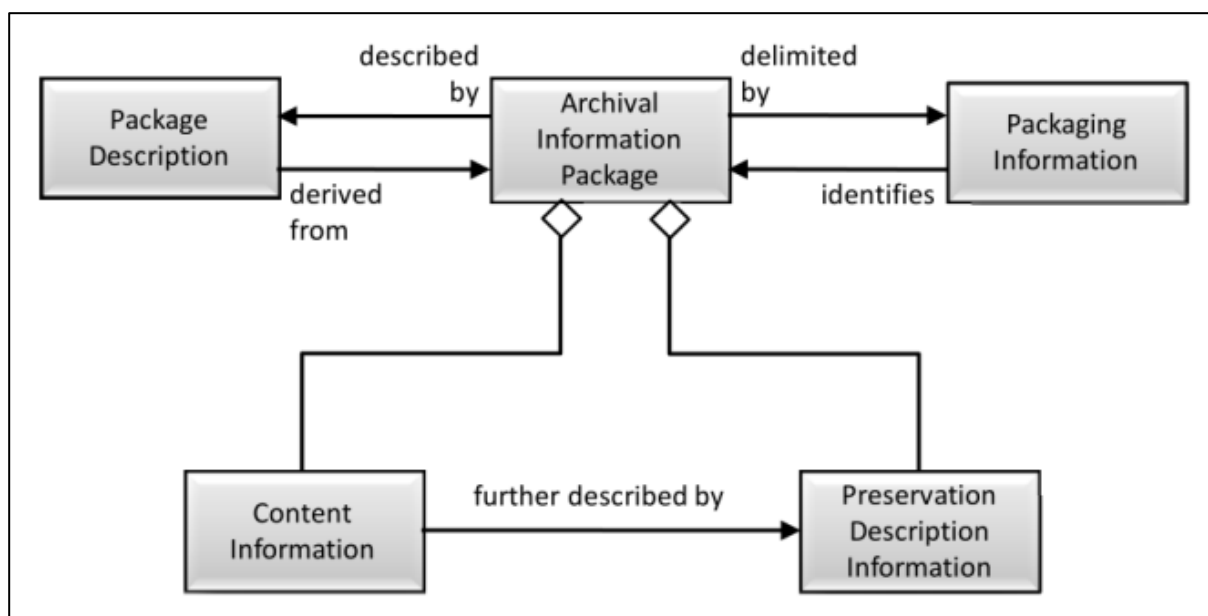 described
by
delimited
by
Package
Description
Archival
Information
Package
Packaging
Information
derived
from
identifies
Content
Information
further described by
Preservation
Description
Information